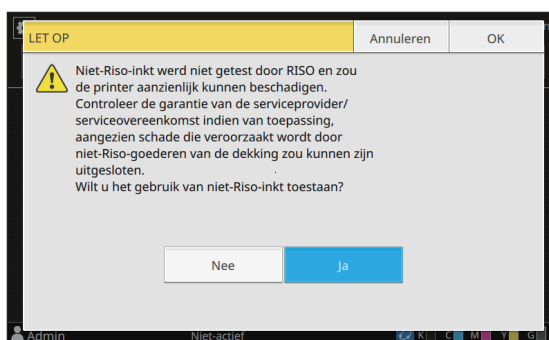 LET OP Annuleren OK
Niet-Riso-inkt werd niet getest door RISO en zou
de printer aanzienlijk kunnen beschadigen.
Controleer de garantie van de serviceprovider/
serviceovereenkomst indien van toepassing,
aangezien schade die veroorzaakt wordt door
niet-Riso-goederen van de dekking zou kunnen zijn
uitgesloten.
Wilt u het gebruik van niet-Riso-inkt toestaan?
Nee Ja
Admin Niet-actief K C M Y G